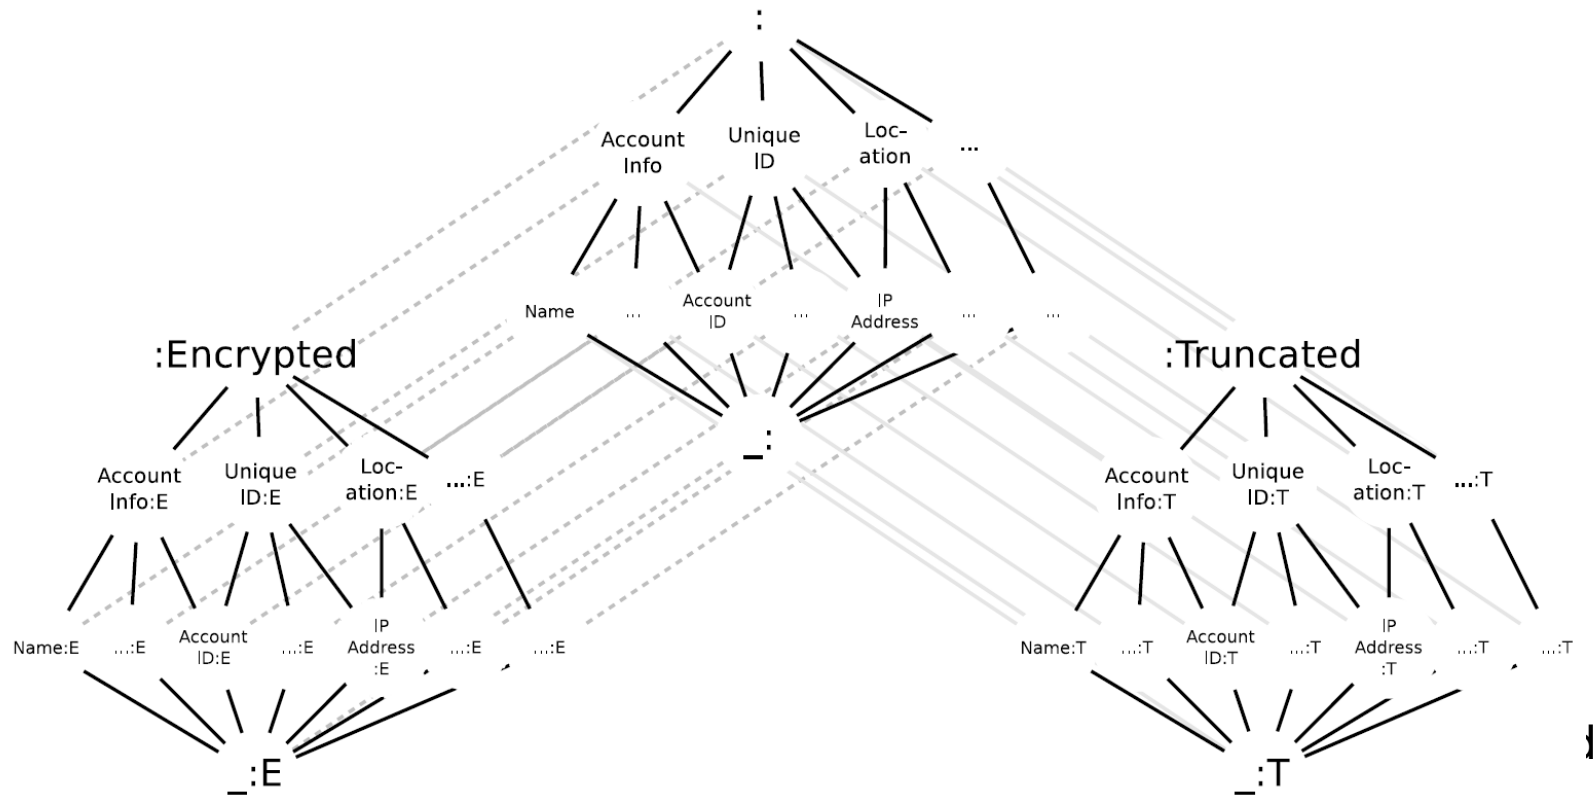 :
Account
Info
Unique
ID
Loc-
ation
...
Name
...
Account
ID
...
IP
Address
...
...
_:
:Encrypted
Account
Info:E
Unique
ID:E
Loc-
ation:E
...:E
Name:E
...:E
Account
ID:E
...:E
IP
Address
:E
...:E
...:E
_:E
:Truncated
Account
Info:T
Unique
ID:T
Loc-
ation:T
...:T
Name:T
...:T
Account
ID:T
...:T
IP
Address
:T
...:T
...:T
_:T